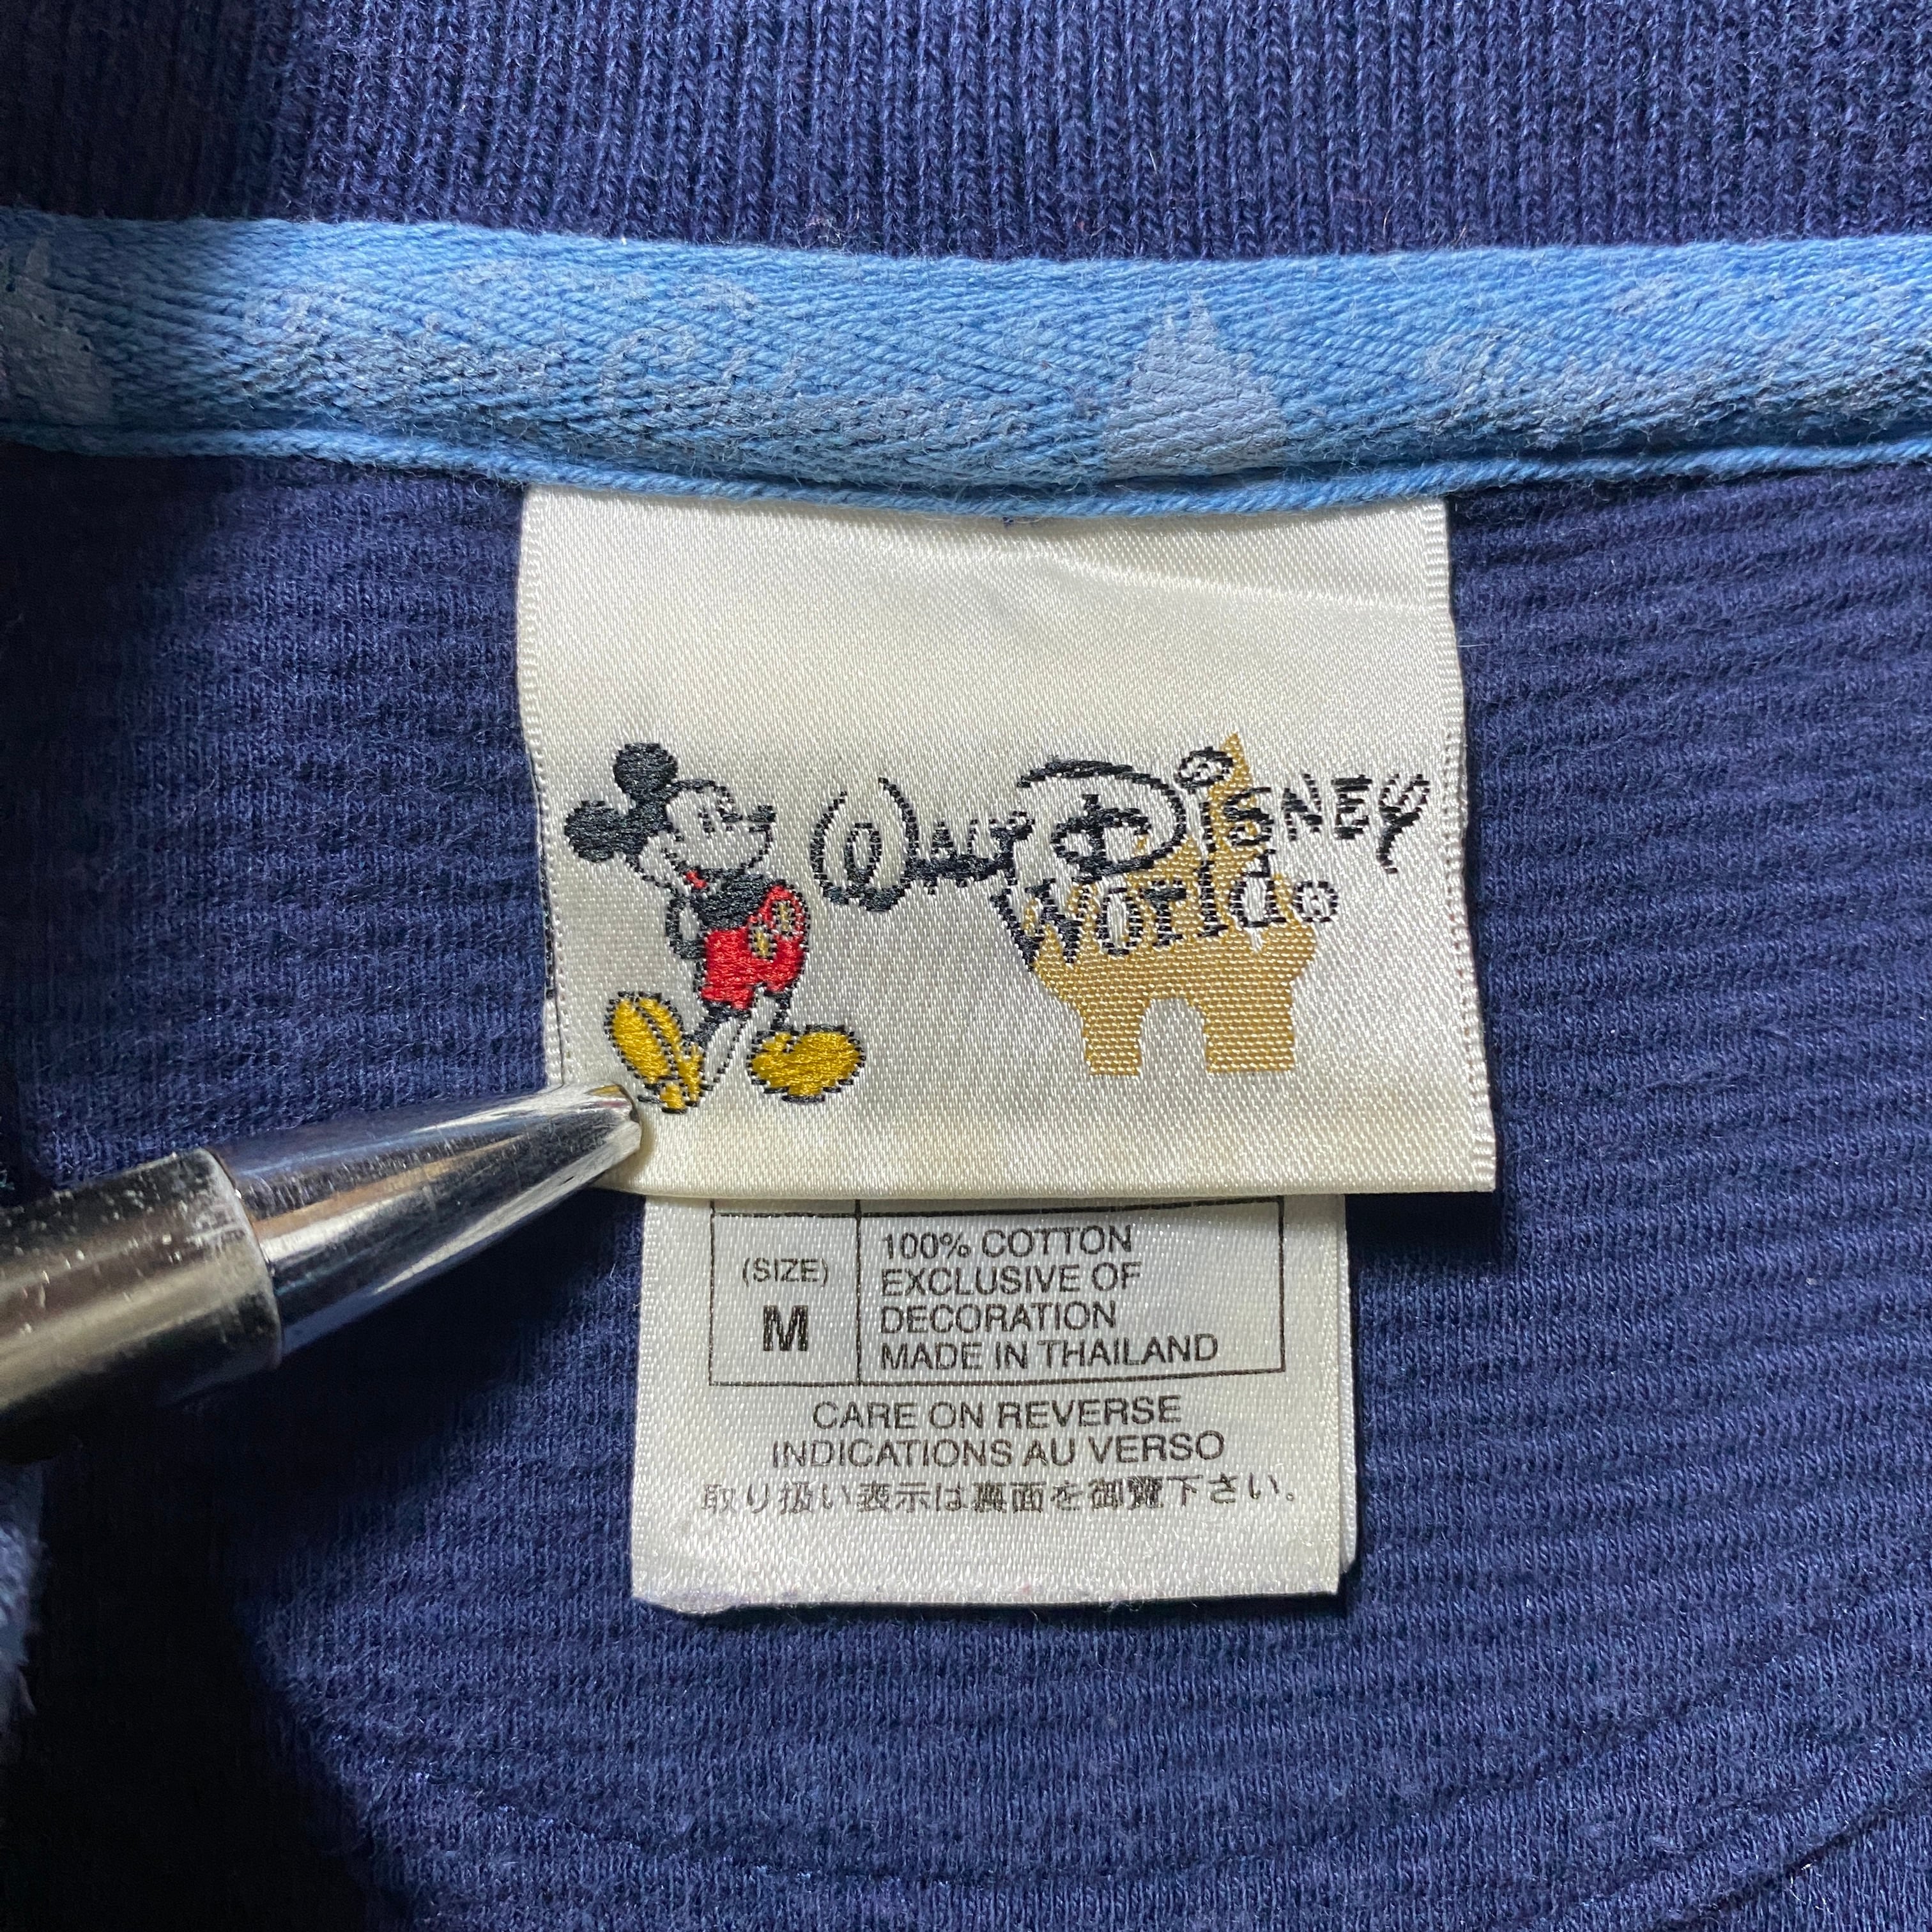 WALT DISNEY
World®
(SIZE)
M
100% COTTON
EXCLUSIVE OF
DECORATION
MADE IN THAILAND
CARE ON REVERSE
INDICATIONS AU VERSO
取り扱い表示は裏面を御覧下さい。